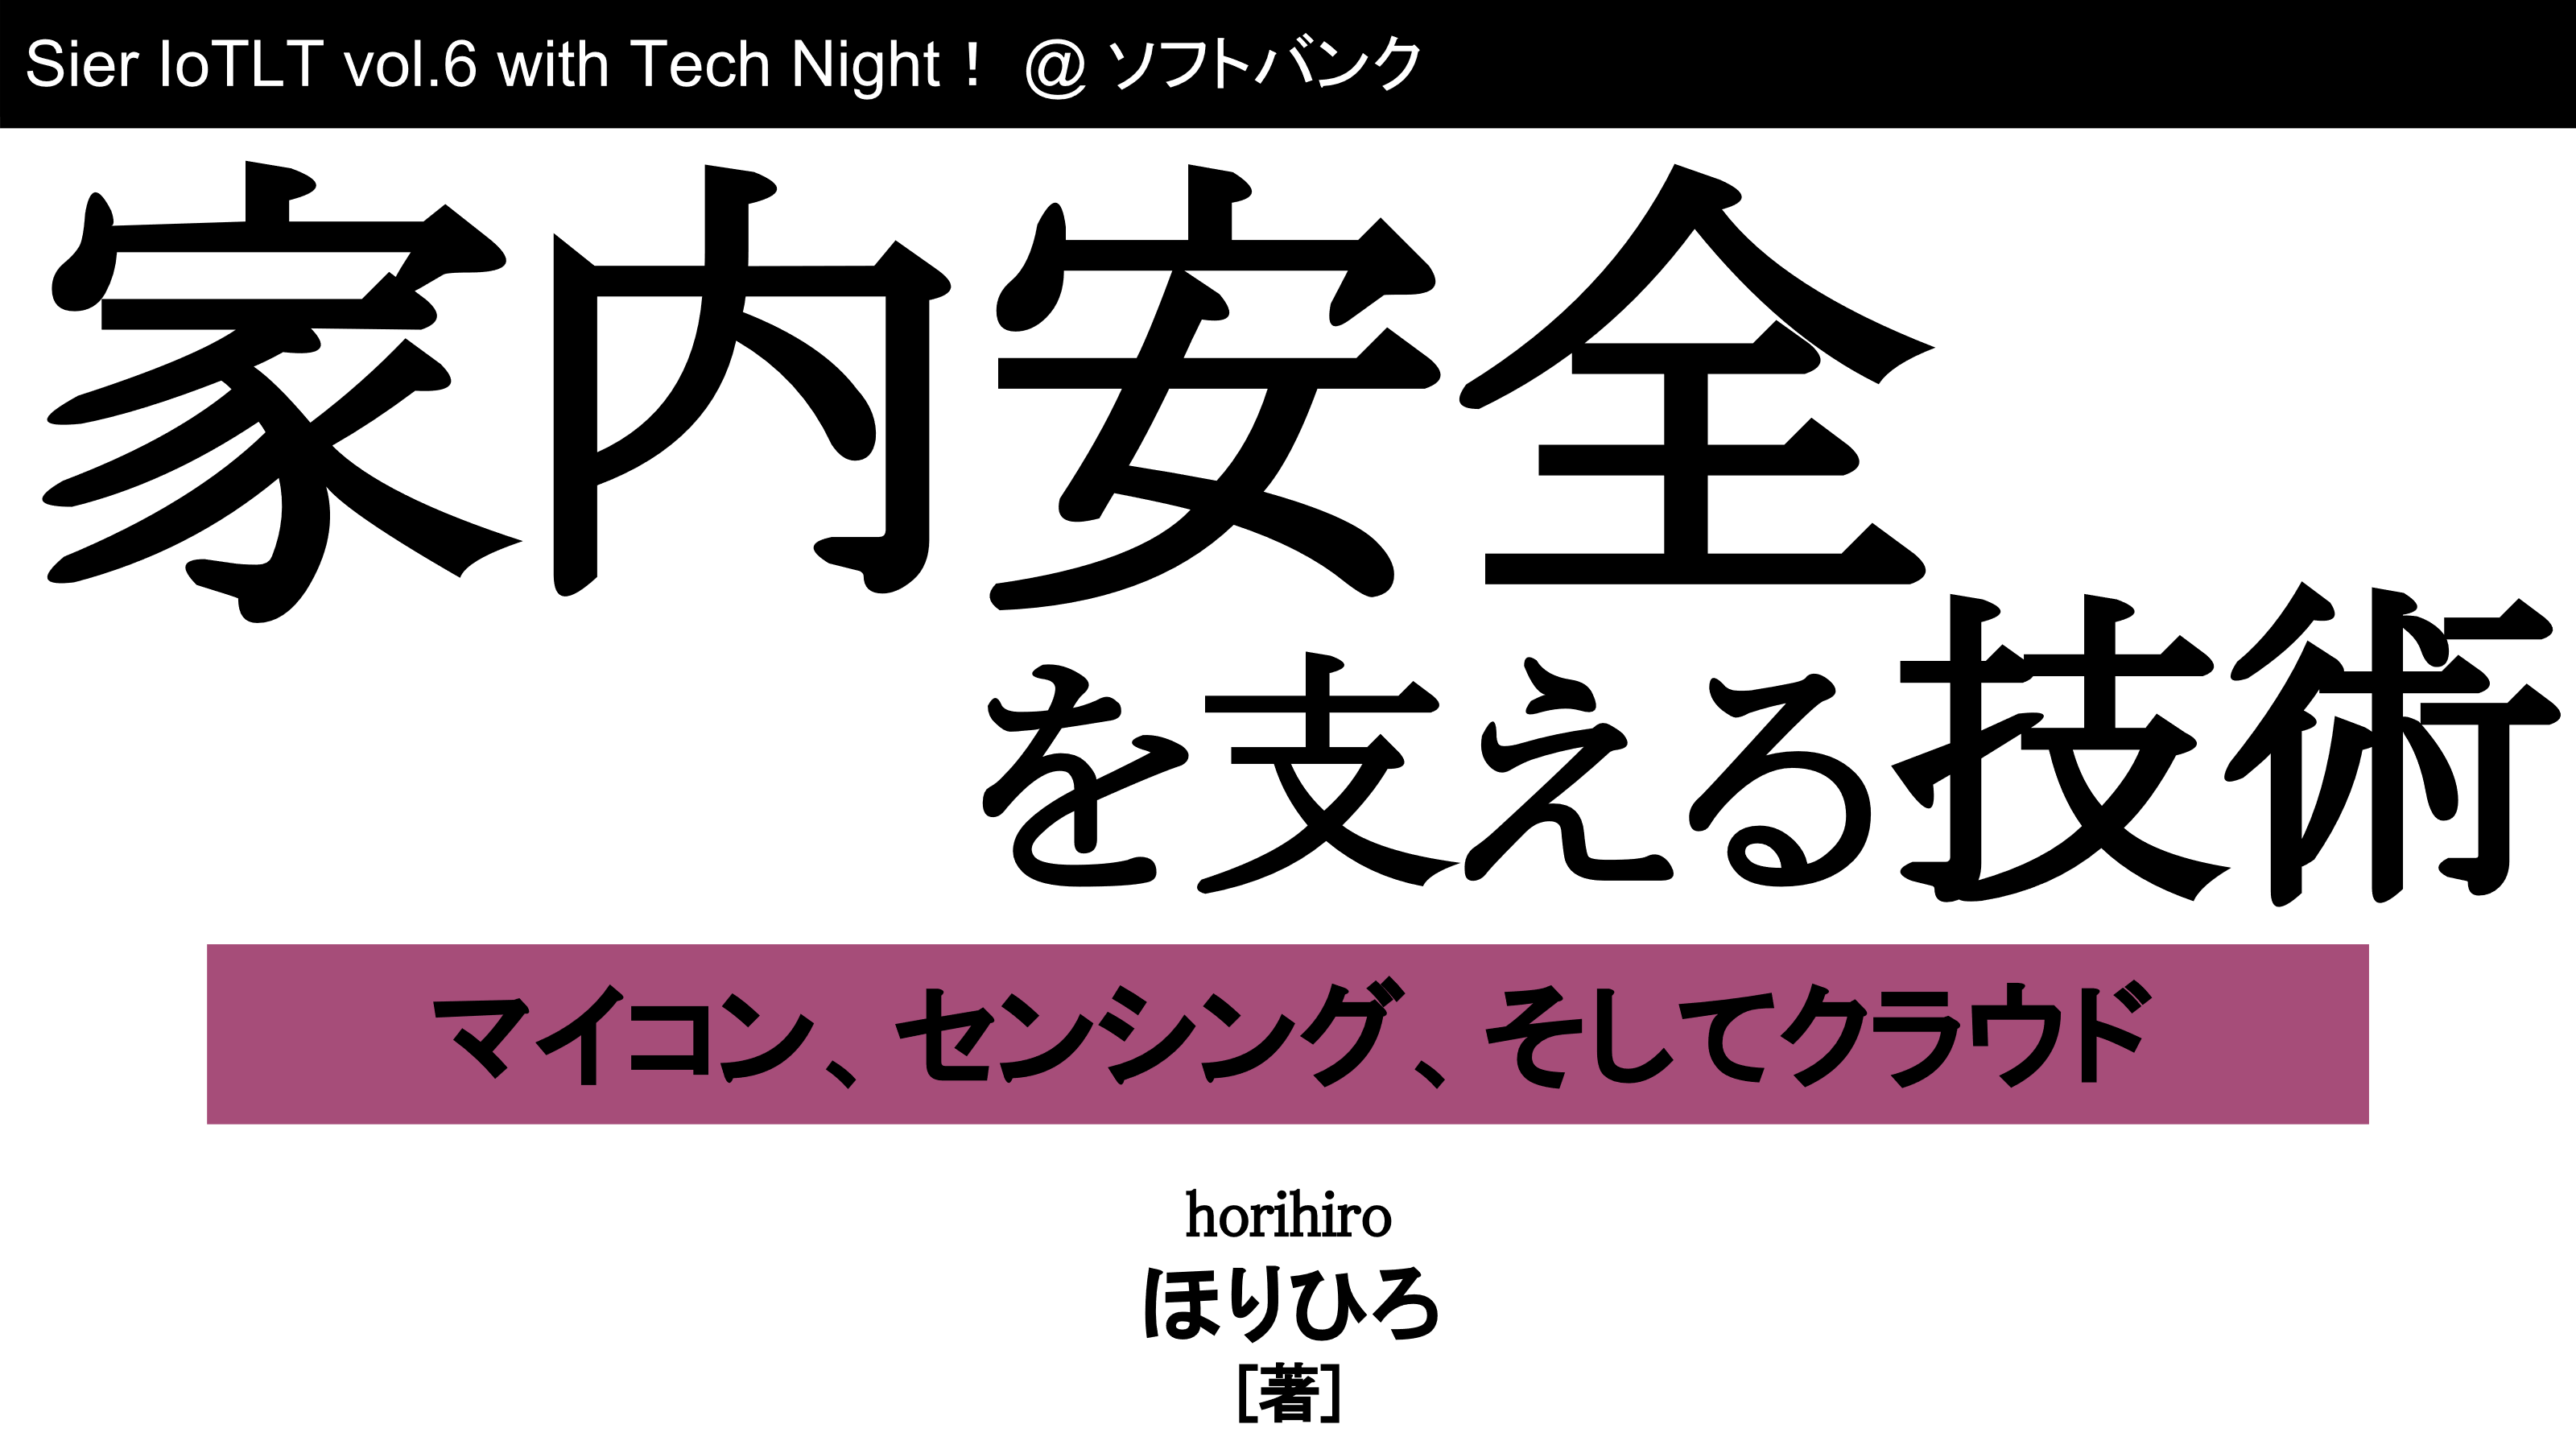 Sier IoTLT vol.6 with Tech Night！ @ ソフトバンク
家内安全
を支える技術
マイコン、センシング、そしてクラウド
horihiro
ほりひろ
[著]